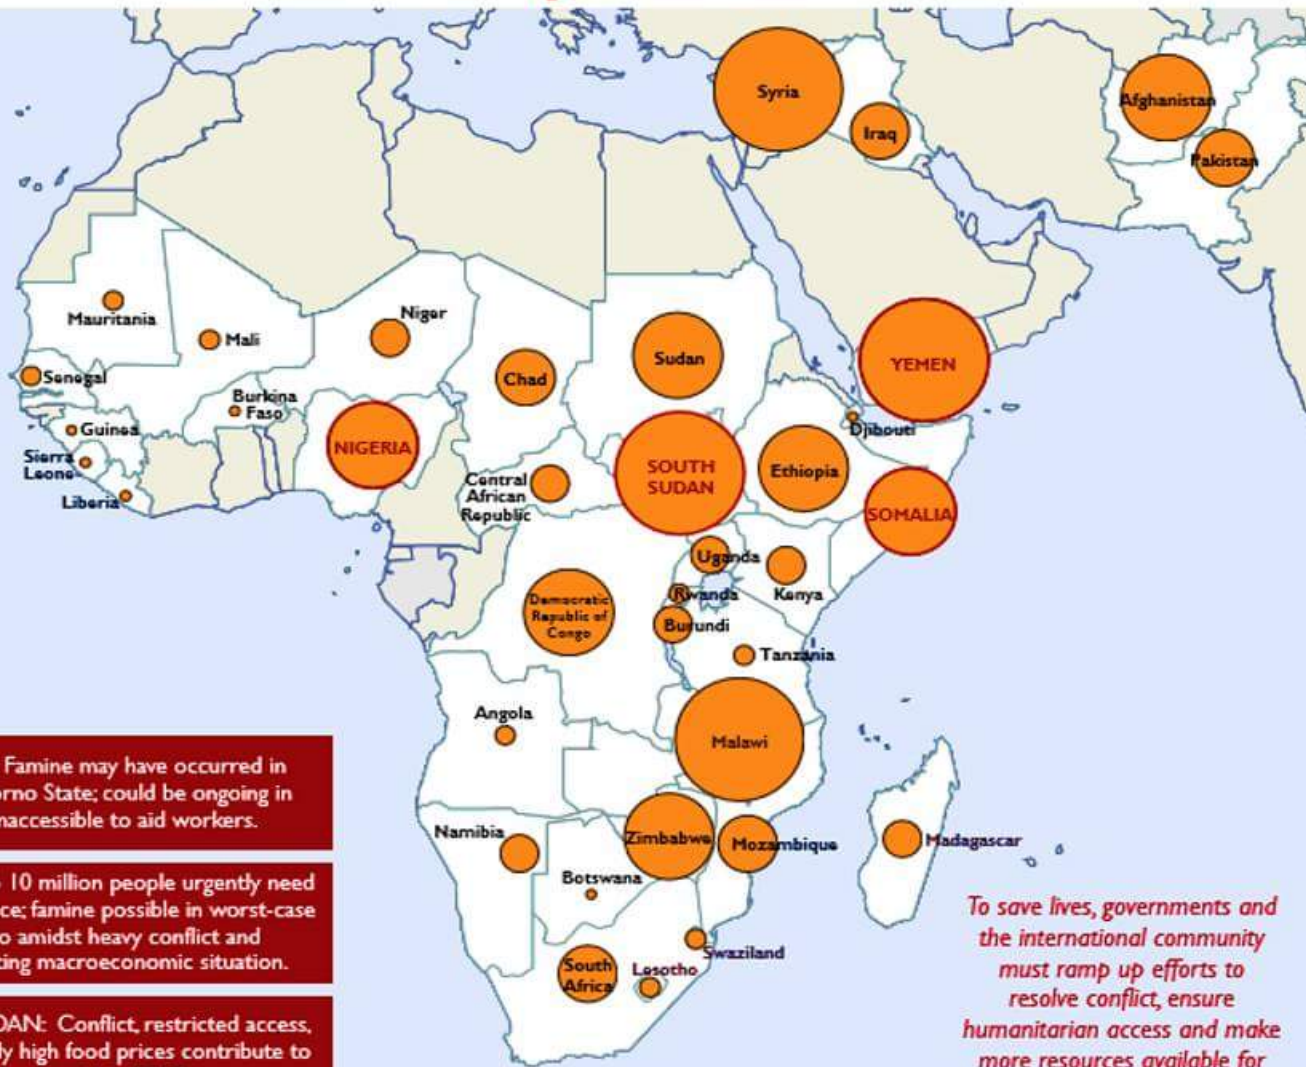 Syria
Iraq
Afghanistan
Pakistan
Mauritania
Mali
Niger
Chad
Sudan
YEMEN
Senegal
Burkina
Faso
Guinea
Sierra
Leone
Liberia
NIGERIA
Central
African
Republic
SOUTH
SUDAN
Ethiopia
Djibouti
SOMALIA
Uganda
Rwanda
Kenya
Burundi
Democratic
Republic of
Congo
Tanzania
Angola
Malawi
Namibia
Zimbabwe
Mozambique
Madagascar
Botswana
Swaziland
South
Africa
Lesotho
Famine may have occurred in
orno State; could be ongoing in
naccessible to aid workers.
10 million people urgently need
ce; famine possible in worst-case
o amidst heavy conflict and
ing macroeconomic situation.
DAN: Conflict, restricted access,
ly high food prices contribute to
To save lives, governments and
the international community
must ramp up efforts to
resolve conflict, ensure
humanitarian access and make
more resources available for